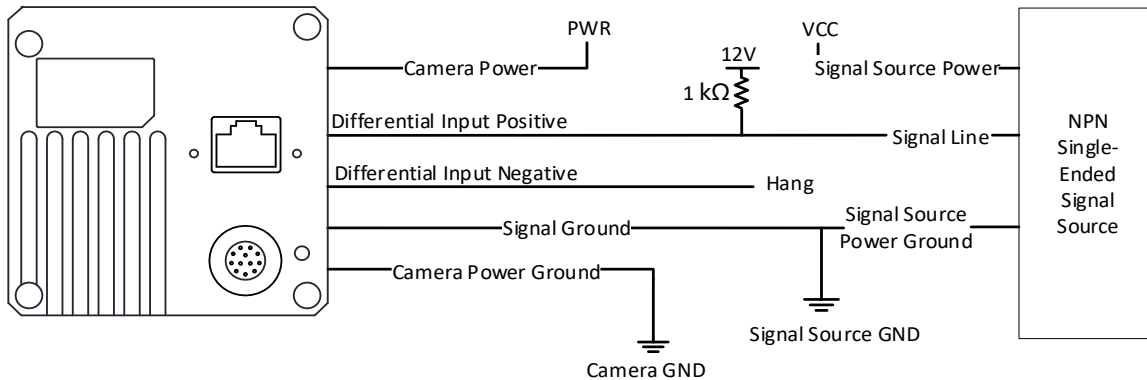 PWR
VCC
12V
Camera Power
Signal Source Power
1 kΩ
Differential Input Positive
Signal Line
NPN
Single-
Ended
Signal
Source
Differential Input Negative
Hang
Signal Ground
Signal Source
Power Ground
Camera Power Ground
Signal Source GND
Camera GND